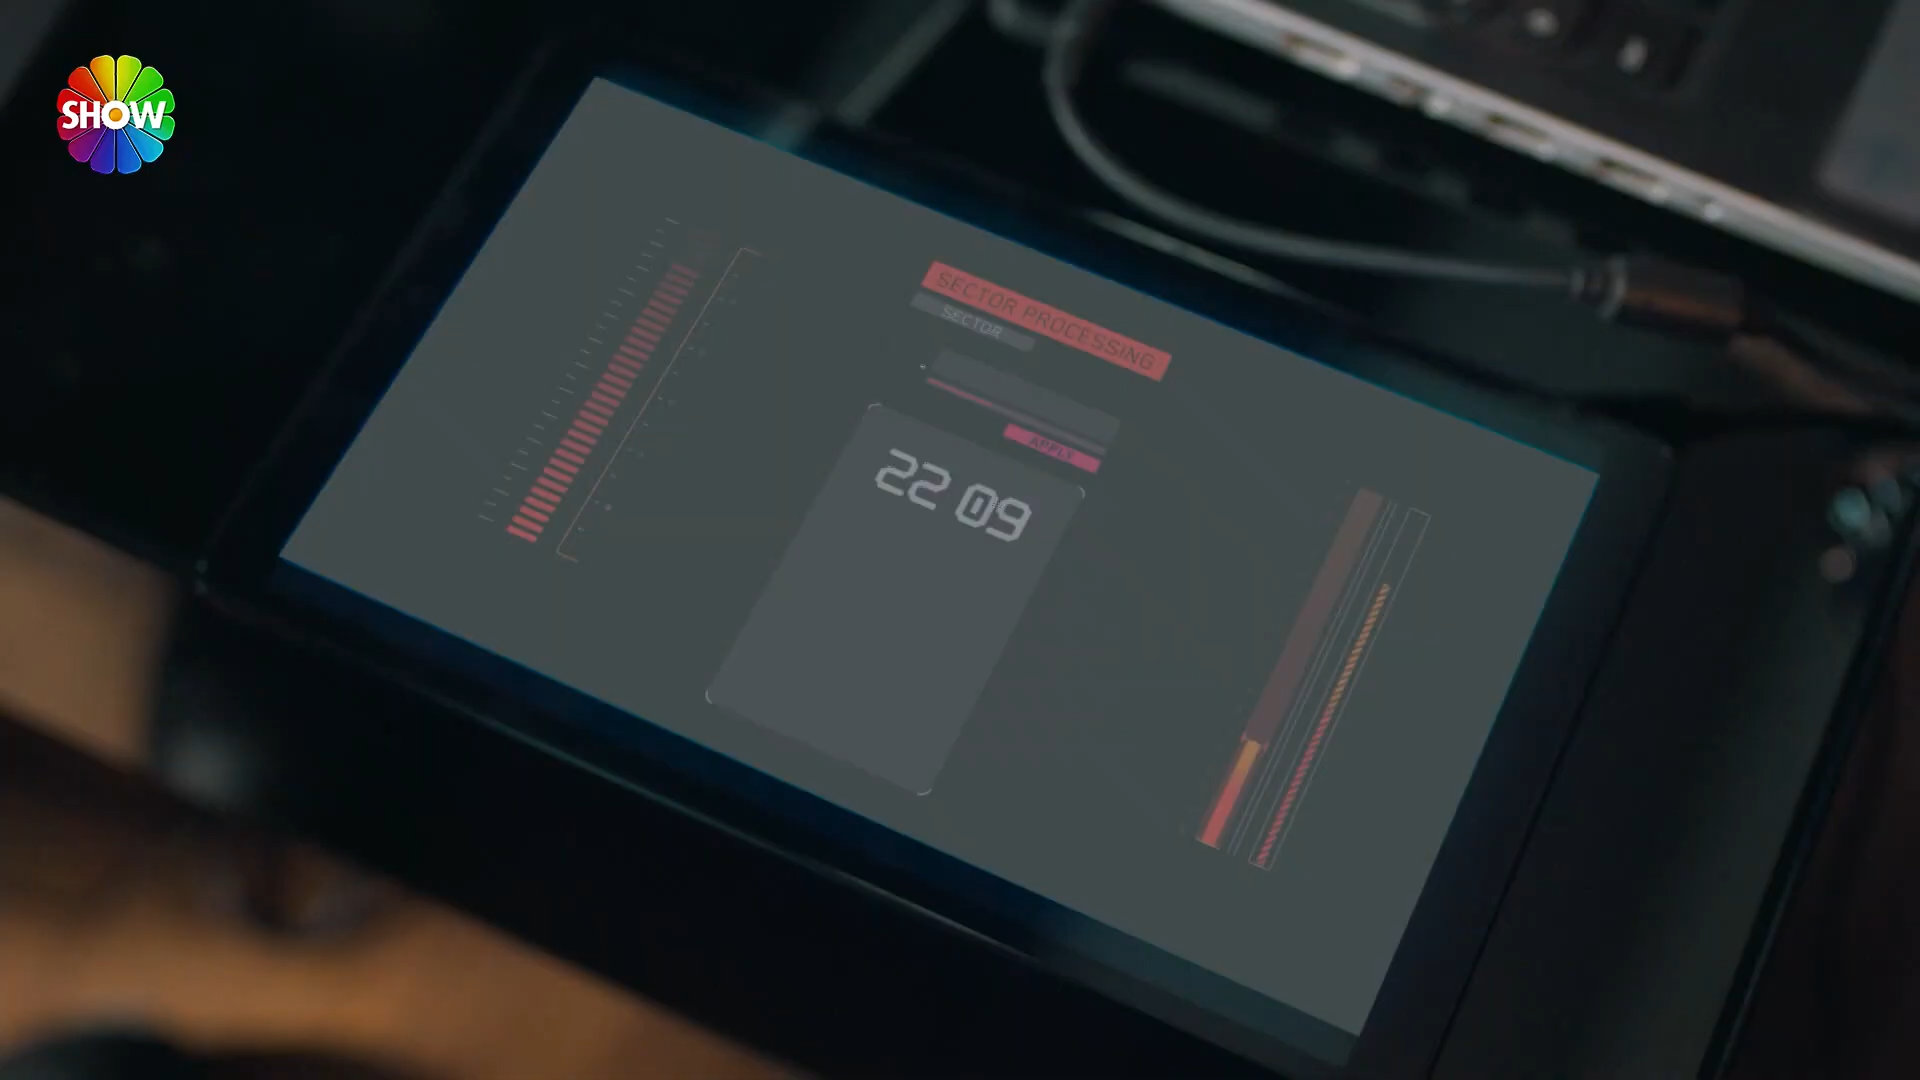 SHOW
SECTOR PROCESSING
SECTOR
APPLY
22 09